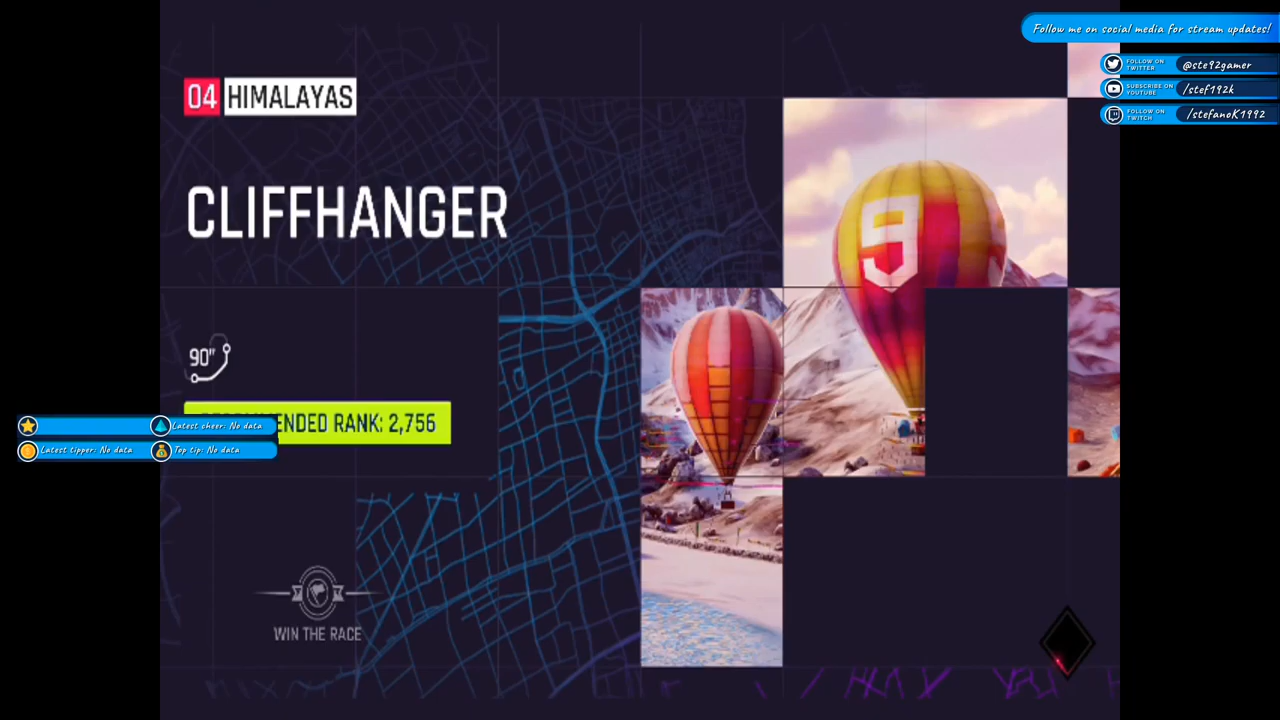 Follow me on social media for stream updates!
FOLLOW ON TWITTER
@ste92gamer
SUBSCRIBE ON YOUTUBE
/stef192k
FOLLOW ON TWITCH
/stefanoK1992
04 HIMALAYAS
CLIFFHANGER
9
90"
ENDED RANK: 2,756
Latest cheer: No data
Latest tipper: No data
Top tip: No data
WIN THE RACE